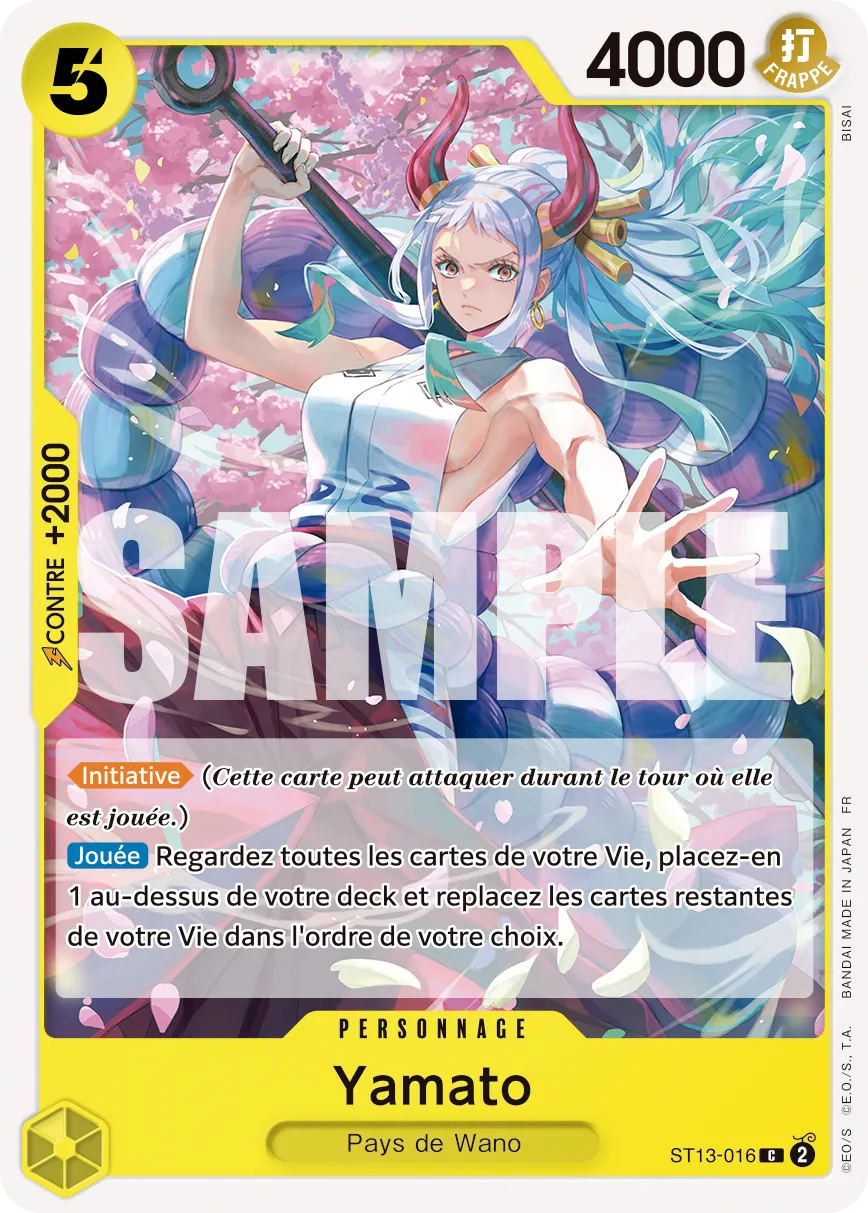 5
4000
打
FRAPPE
BISAI
CONTRE +2000
SAMPLE
Initiative (Cette carte peut attaquer durant le tour où elle
est jouée.)
Jouée Regardez toutes les cartes de votre Vie, placez-en
1 au-dessus de votre deck et replacez les cartes restantes
de votre Vie dans l'ordre de votre choix.
PERSONNAGE
Yamato
Pays de Wano
ST13-016 C 2
©EO/S ©E.O./S., T.A. BANDAI MADE IN JAPAN FR